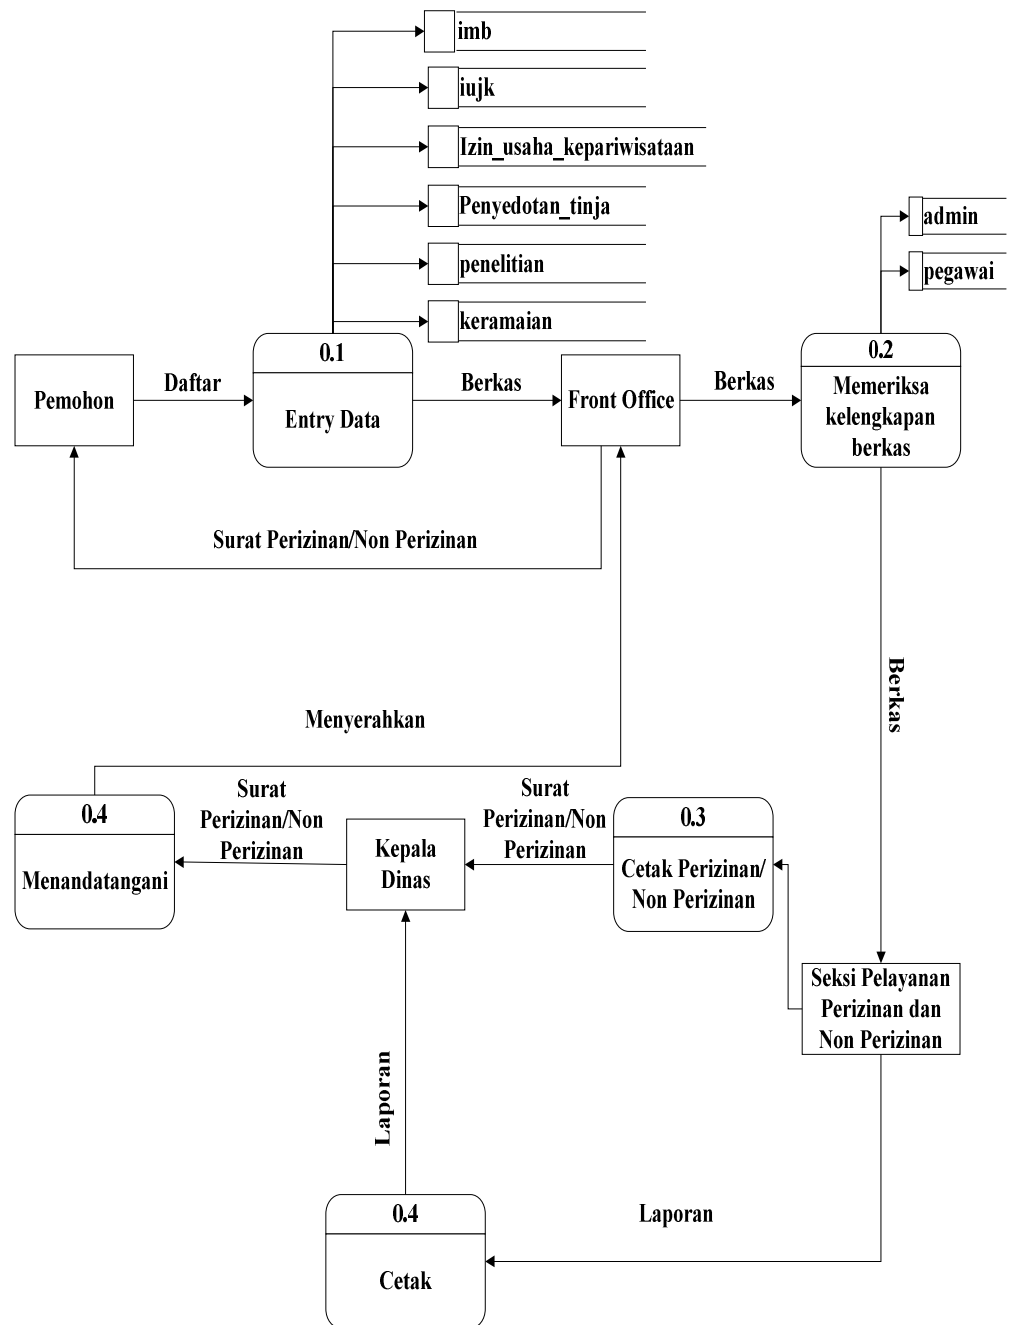 imb
iujk
Izin_usaha_kepariwisataan
Penyedotan_tinja
penelitian
keramaian
admin
pegawai
Pemohon
Daftar
0.1
Entry Data
Berkas
Front Office
Berkas
0.2
Memeriksa
kelengkapan
berkas
Surat Perizinan/Non Perizinan
Berkas
Menyerahkan
0.4
Menandatangani
Surat
Perizinan/Non
Perizinan
Kepala
Dinas
Surat
Perizinan/Non
Perizinan
0.3
Cetak Perizinan/
Non Perizinan
Seksi Pelayanan
Perizinan dan
Non Perizinan
Laporan
0.4
Cetak
Laporan